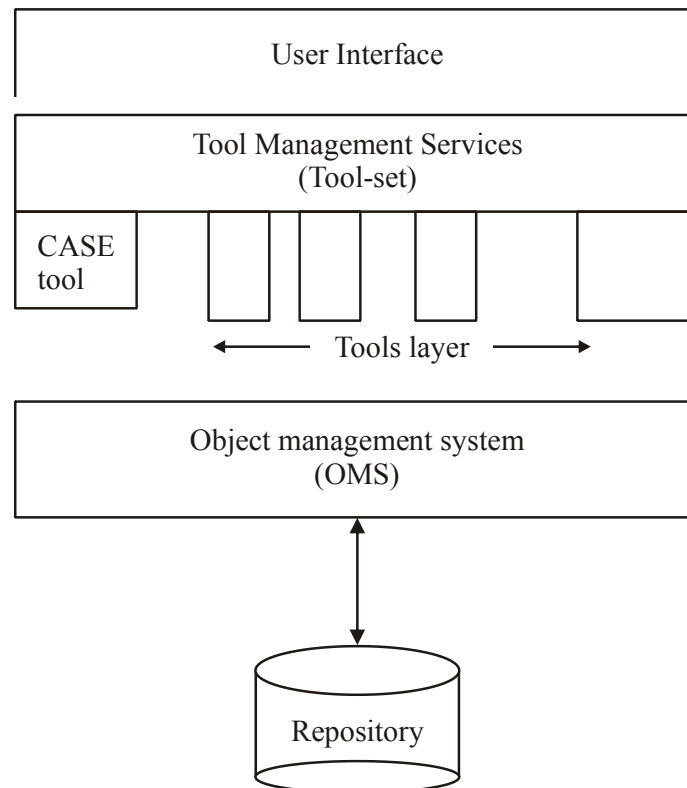 User Interface
Tool Management Services
(Tool-set)
CASE
tool
Tools layer
Object management system
(OMS)
Repository